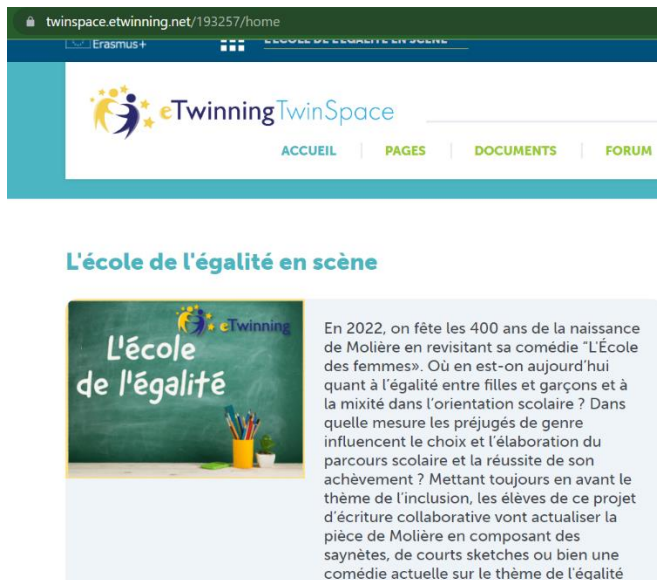 twinspace.etwinning.net/193257/home
Erasmus+
L'ÉCOLE DE L'ÉGALITÉ EN SCÈNE
eTwinningTwinSpace
ACCUEIL PAGES DOCUMENTS FORUM
L'école de l'égalité en scène
eTwinning
L'école
de l'égalité
En 2022, on fête les 400 ans de la naissance
de Molière en revisitant sa comédie “L'École
des femmes». Où en est-on aujourd'hui
quant à l'égalité entre filles et garçons et à
la mixité dans l'orientation scolaire ? Dans
quelle mesure les préjugés de genre
influencent le choix et l'élaboration du
parcours scolaire et la réussite de son
achèvement ? Mettant toujours en avant le
thème de l'inclusion, les élèves de ce projet
d'écriture collaborative vont actualiser la
pièce de Molière en composant des
saynètes, de courts sketches ou bien une
comédie actuelle sur le thème de l'égalité